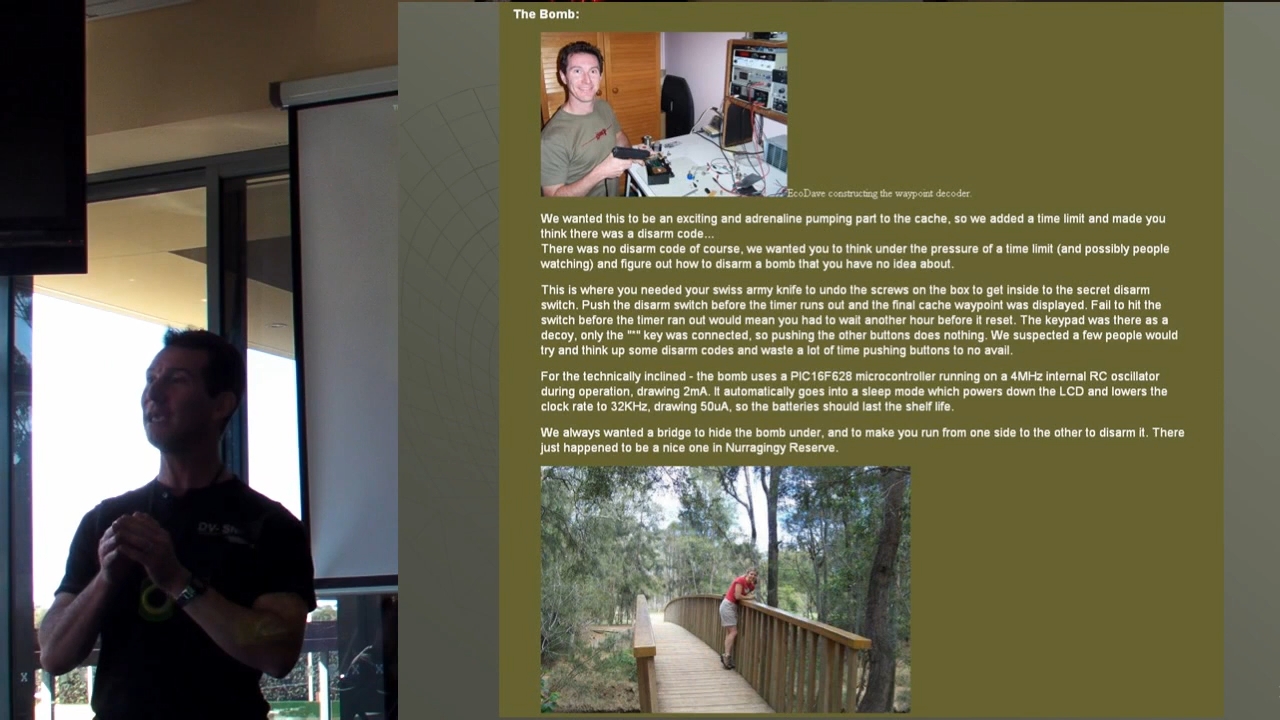 The Bomb:
EcoDave constructing the waypoint decoder.
We wanted this to be an exciting and adrenaline pumping part to the cache, so we added a time limit and made you
think there was a disarm code...
There was no disarm code of course, we wanted you to think under the pressure of a time limit (and possibly people
watching) and figure out how to disarm a bomb that you have no idea about.
This is where you needed your swiss army knife to undo the screws on the box to get inside to the secret disarm
switch. Push the disarm switch before the timer runs out and the final cache waypoint was displayed. Fail to hit the
switch before the timer ran out would mean you had to wait another hour before it reset. The keypad was there as a
decoy, only the "*" key was connected, so pushing the other buttons does nothing. We suspected a few people would
try and think up some disarm codes and waste a lot of time pushing buttons to no avail.
For the technically inclined - the bomb uses a PIC16F628 microcontroller running on a 4MHz internal RC oscillator
during operation, drawing 2mA. It automatically goes into a sleep mode which powers down the LCD and lowers the
clock rate to 32KHz, drawing 50uA, so the batteries should last the shelf life.
We always wanted a bridge to hide the bomb under, and to make you run from one side to the other to disarm it. There
just happened to be a nice one in Nurragingy Reserve.